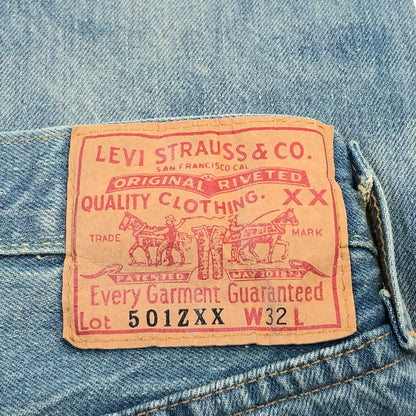 LEVI STRAUSS & CO.
SAN FRANCISCO CAL
ORIGINAL RIVETED
QUALITY CLOTHING. XX
TRADE MARK
PATENTED MAY 20 1873
Every Garment Guaranteed
Lot 501ZXX W32 L